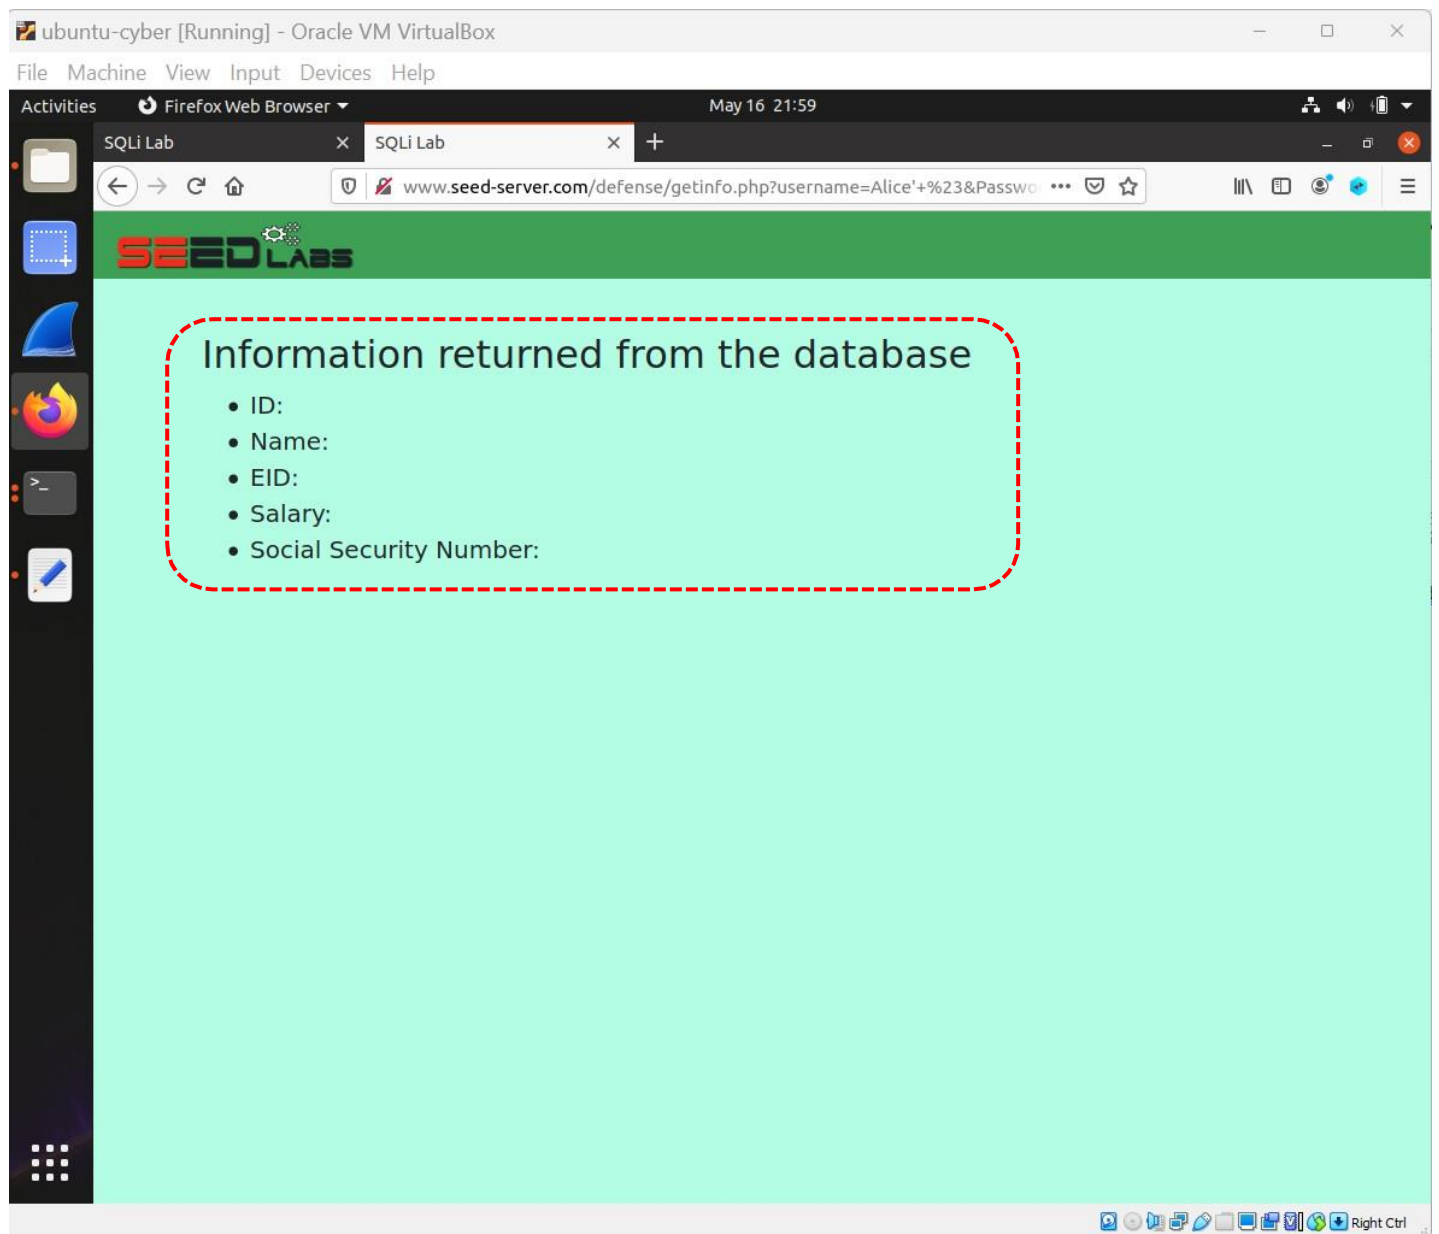 ubuntu-cyber [Running] - Oracle VM VirtualBox
File Machine View Input Devices Help
Activities Firefox Web Browser May 16 21:59
SQLi Lab SQLi Lab
www.seed-server.com/defense/getinfo.php?username=Alice'+%23&Passwo
SEED LABS
Information returned from the database
• ID:
• Name:
• EID:
• Salary:
• Social Security Number:
Right Ctrl